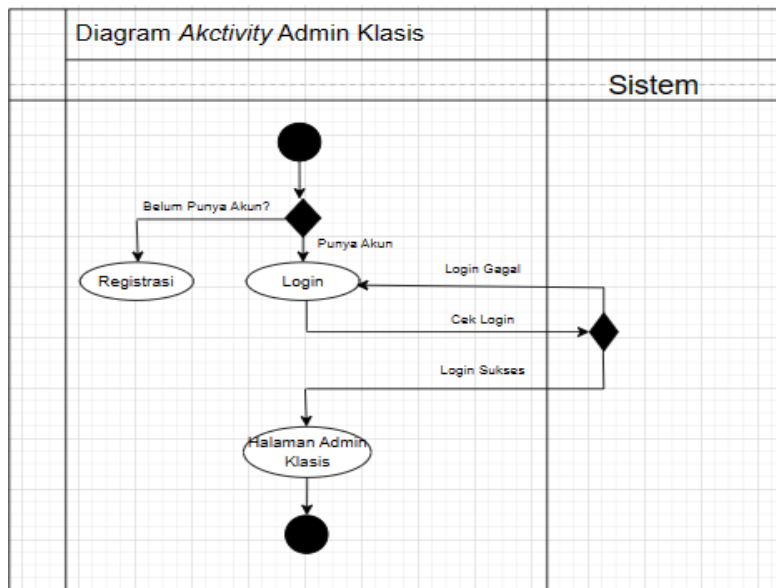 Diagram Akctivity Admin Klasis
Sistem
Belum Punya Akun?
Punya Akun
Registrasi
Login
Login Gagal
Cek Login
Login Sukses
Halaman Admin
Klasis